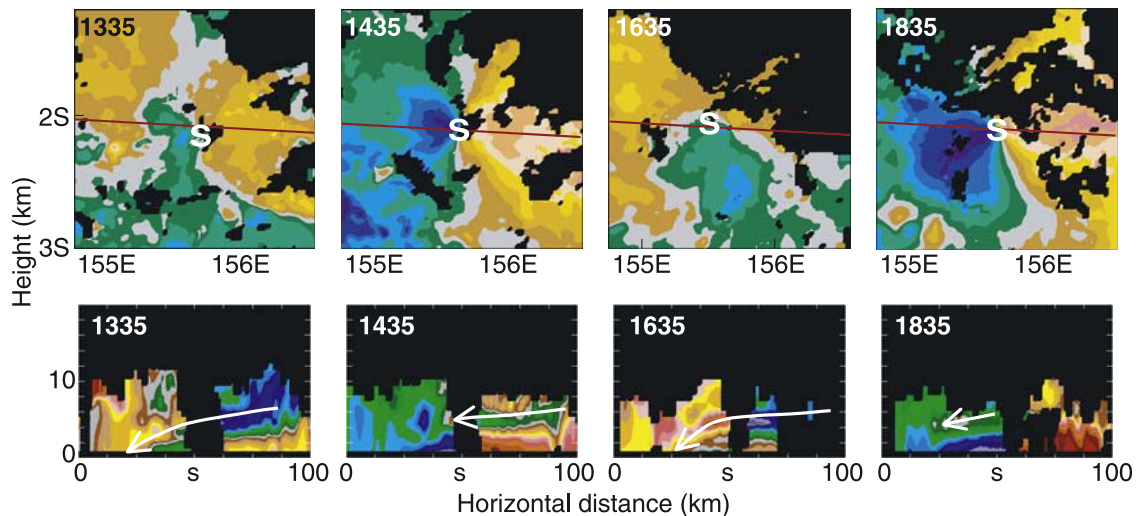 1335 1435 1635 1835
S S S S
2S
3S
155E 156E 155E 156E 155E 156E 155E 156E
Height (km)
1335 1435 1635 1835
10
0
0 s 100 0 s 100 0 s 100 0 s 100
Horizontal distance (km)